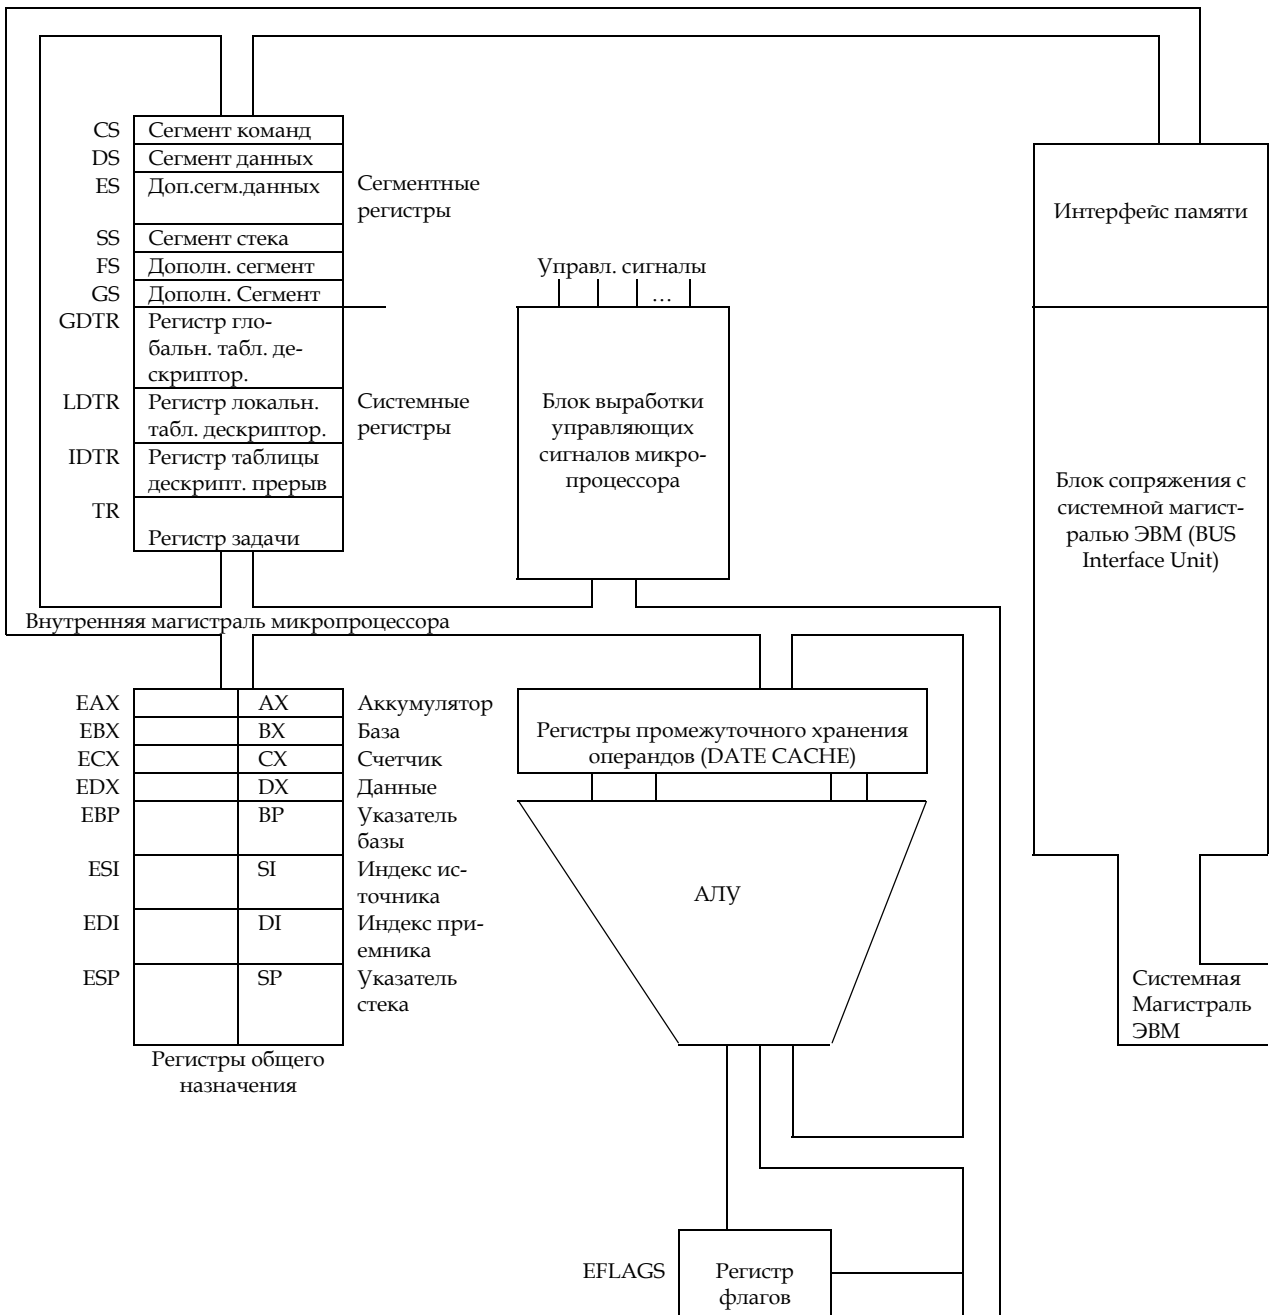 CS Сегмент команд
DS Сегмент данных
ES Доп.сегм.данных
Сегментные
регистры
SS Сегмент стека
FS Дополн. сегмент
GS Дополн. Сегмент
GDTR Регистр гло-
бальн. табл. де-
скриптор.
LDTR Регистр локальн.
табл. дескриптор.
Системные
регистры
IDTR Регистр таблицы
дескрипт. прерыв
TR
Регистр задачи
Управл. сигналы
...
Блок выработки
управляющих
сигналов микро-
процессора
Интерфейс памяти
Блок сопряжения с
системной магист-
ралью ЭВМ (BUS
Interface Unit)
Внутренняя магистраль микропроцессора
EAX AX Аккумулятор
EBX BX База
ECX CX Счетчик
EDX DX Данные
EBP BP Указатель
базы
ESI SI Индекс ис-
точника
EDI DI Индекс при-
емника
ESP SP Указатель
стека
Регистры общего
назначения
Регистры промежуточного хранения
операндов (DATE CACHE)
АЛУ
Системная
Магистраль
ЭВМ
EFLAGS Регистр
флагов